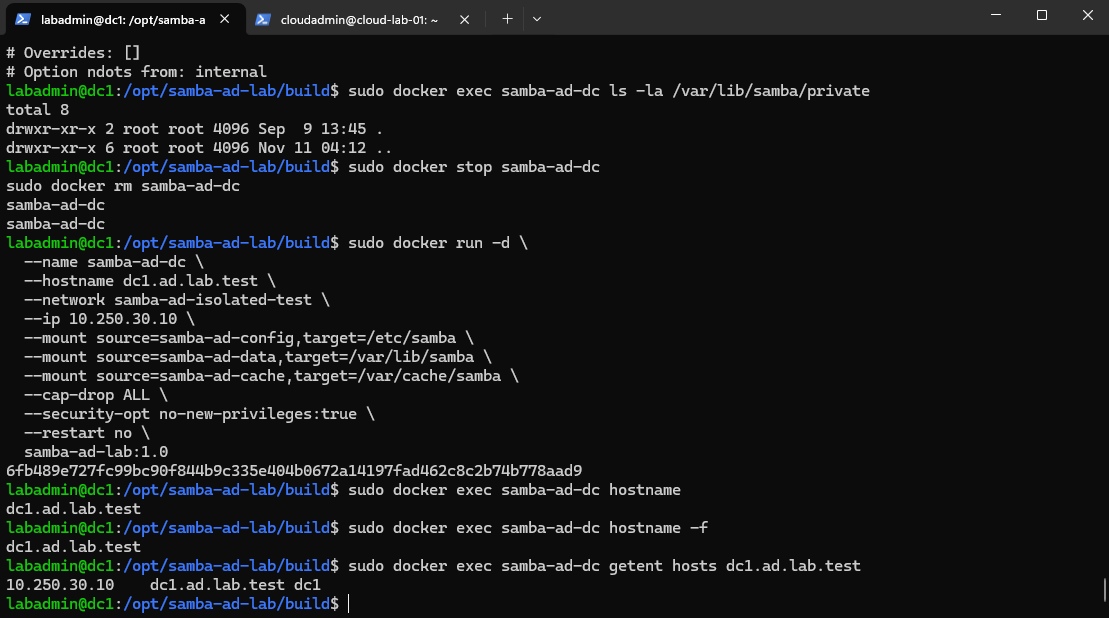 labadmin@dc1: /opt/samba-a
cloudadmin@cloud-lab-01: ~
# Overrides: []
# Option ndots from: internal
labadmin@dc1:/opt/samba-ad-lab/build$ sudo docker exec samba-ad-dc ls -la /var/lib/samba/private
total 8
drwxr-xr-x 2 root root 4096 Sep  9 13:45 .
drwxr-xr-x 6 root root 4096 Nov 11 04:12 ..
labadmin@dc1:/opt/samba-ad-lab/build$ sudo docker stop samba-ad-dc
sudo docker rm samba-ad-dc
samba-ad-dc
samba-ad-dc
labadmin@dc1:/opt/samba-ad-lab/build$ sudo docker run -d \
  --name samba-ad-dc \
  --hostname dc1.ad.lab.test \
  --network samba-ad-isolated-test \
  --ip 10.250.30.10 \
  --mount source=samba-ad-config,target=/etc/samba \
  --mount source=samba-ad-data,target=/var/lib/samba \
  --mount source=samba-ad-cache,target=/var/cache/samba \
  --cap-drop ALL \
  --security-opt no-new-privileges:true \
  --restart no \
  samba-ad-lab:1.0
6fb489e727fc99bc90f844b9c335e404b0672a14197fad462c8c2b74b778aad9
labadmin@dc1:/opt/samba-ad-lab/build$ sudo docker exec samba-ad-dc hostname
dc1.ad.lab.test
labadmin@dc1:/opt/samba-ad-lab/build$ sudo docker exec samba-ad-dc hostname -f
dc1.ad.lab.test
labadmin@dc1:/opt/samba-ad-lab/build$ sudo docker exec samba-ad-dc getent hosts dc1.ad.lab.test
10.250.30.10    dc1.ad.lab.test dc1
labadmin@dc1:/opt/samba-ad-lab/build$